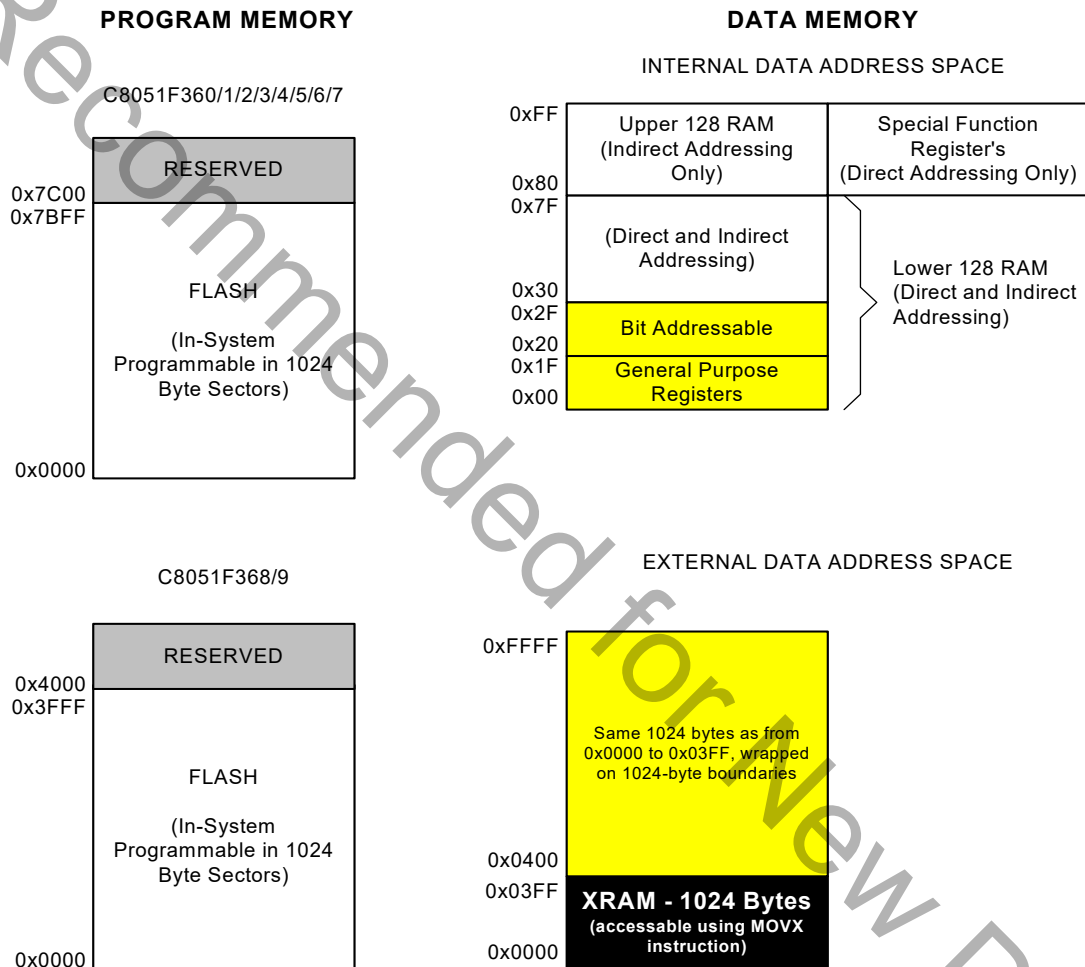 PROGRAM MEMORY
C8051F360/1/2/3/4/5/6/7
RESERVED
0x7C00
0x7BFF
FLASH
(In-System
Programmable in 1024
Byte Sectors)
0x0000
C8051F368/9
RESERVED
0x4000
0x3FFF
FLASH
(In-System
Programmable in 1024
Byte Sectors)
0x0000
DATA MEMORY
INTERNAL DATA ADDRESS SPACE
0xFF
Upper 128 RAM
(Indirect Addressing
Only)
Special Function
Register's
(Direct Addressing Only)
0x80
0x7F
(Direct and Indirect
Addressing)
Lower 128 RAM
(Direct and Indirect
Addressing)
0x30
0x2F
Bit Addressable
0x20
0x1F
General Purpose
Registers
0x00
EXTERNAL DATA ADDRESS SPACE
0xFFFF
Same 1024 bytes as from
0x0000 to 0x03FF, wrapped
on 1024-byte boundaries
0x0400
0x03FF
XRAM - 1024 Bytes
(accessable using MOVX
instruction)
0x0000
Recommended for New D